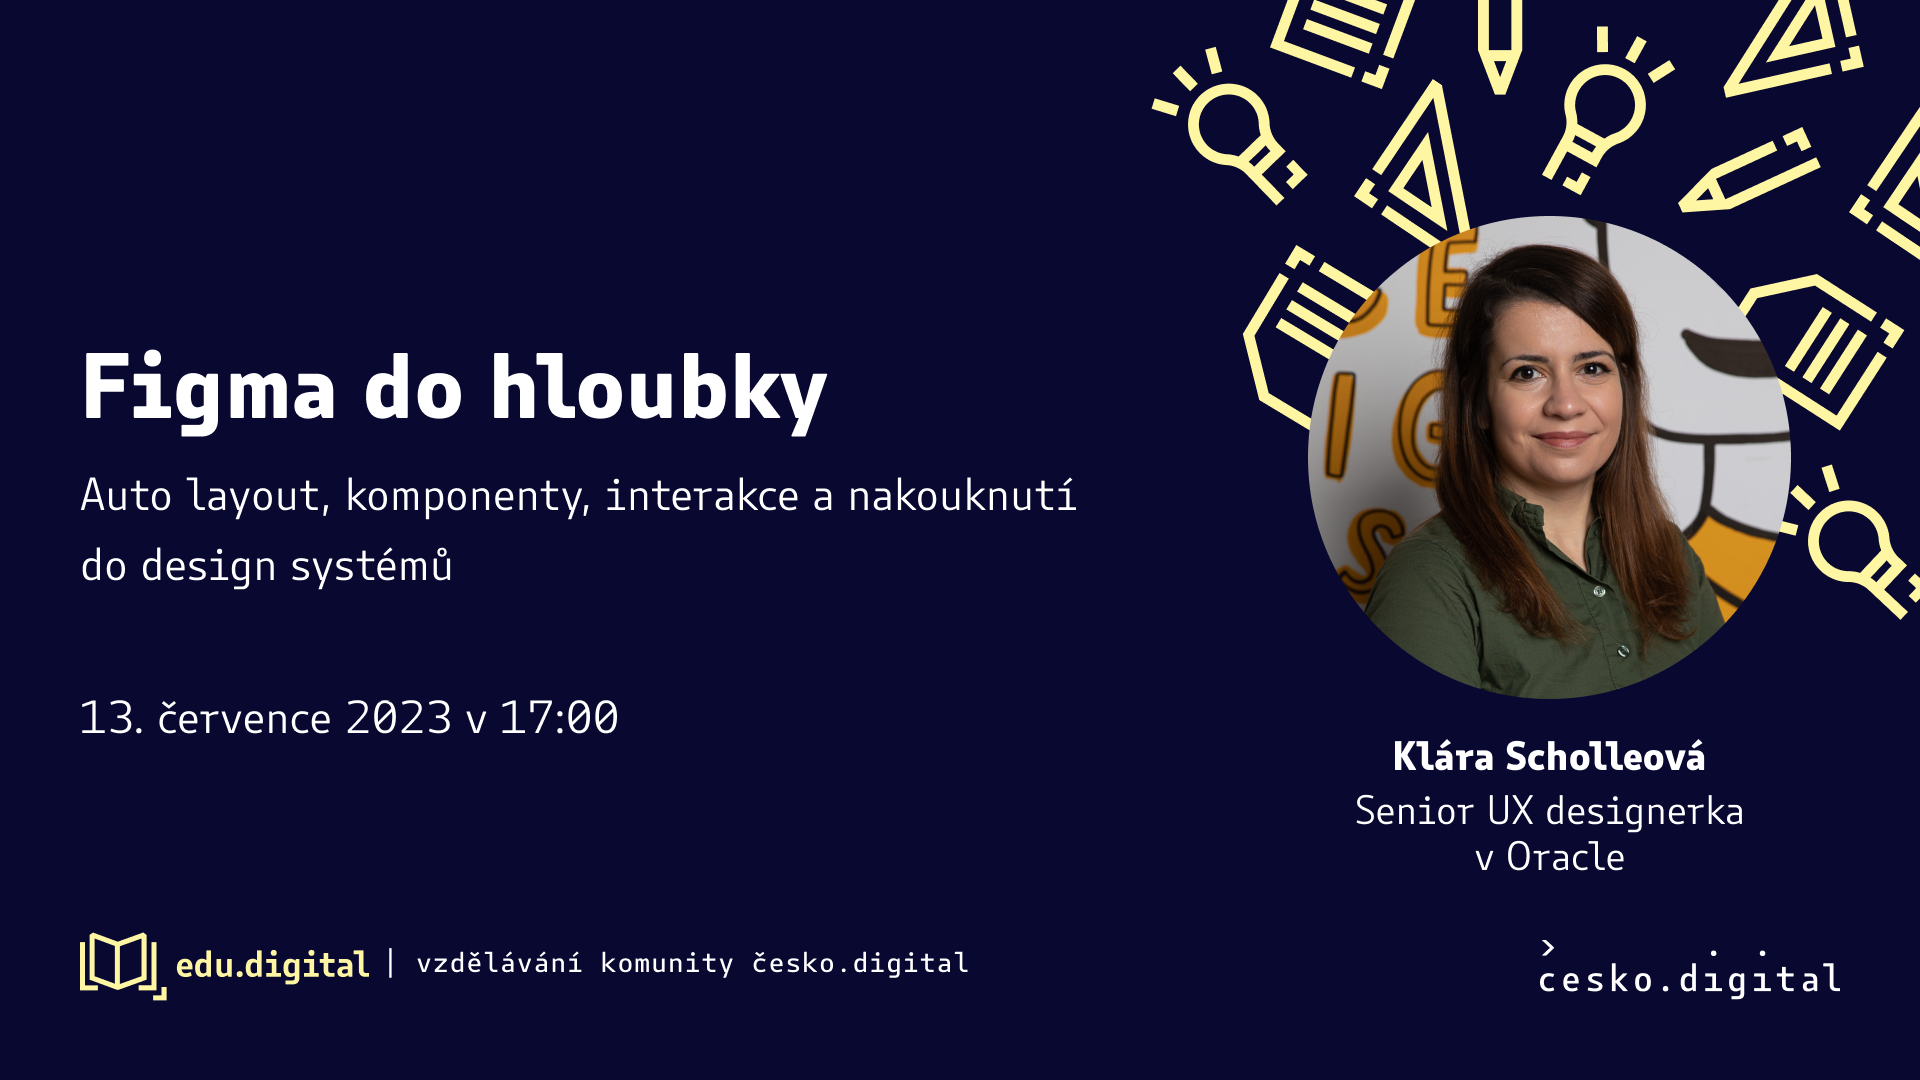 Figma do hloubky
Auto layout, komponenty, interakce a nakouknutí
do design systémů
13. července 2023 v 17:00
Klára Scholleová
Senior UX designerka
v Oracle
edu.digital | vzdělávání komunity česko.digital
česko.digital